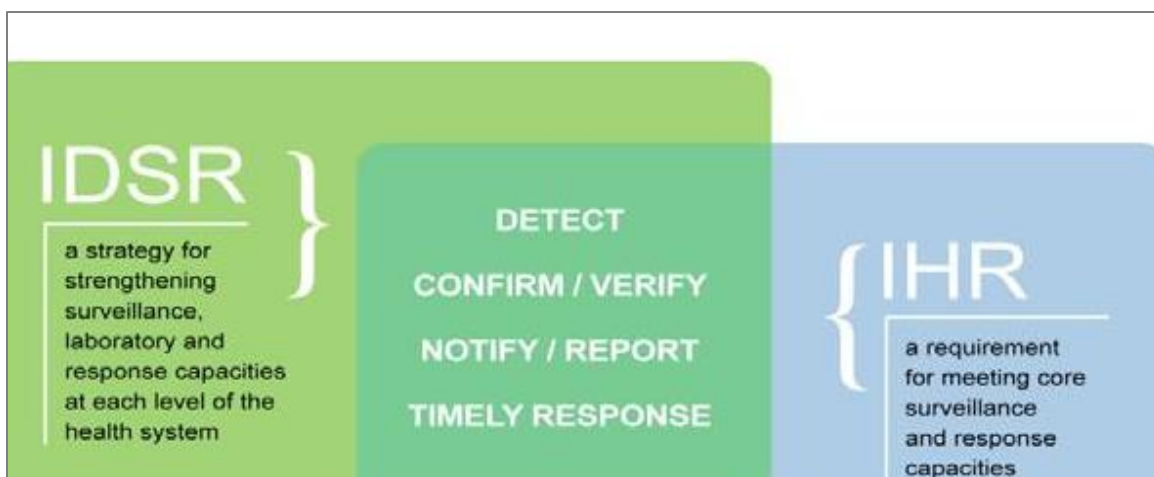 IDSR
a strategy for
strengthening
surveillance,
laboratory and
response capacities
at each level of the
health system
DETECT
CONFIRM / VERIFY
NOTIFY / REPORT
TIMELY RESPONSE
IHR
a requirement
for meeting core
surveillance
and response
capacities